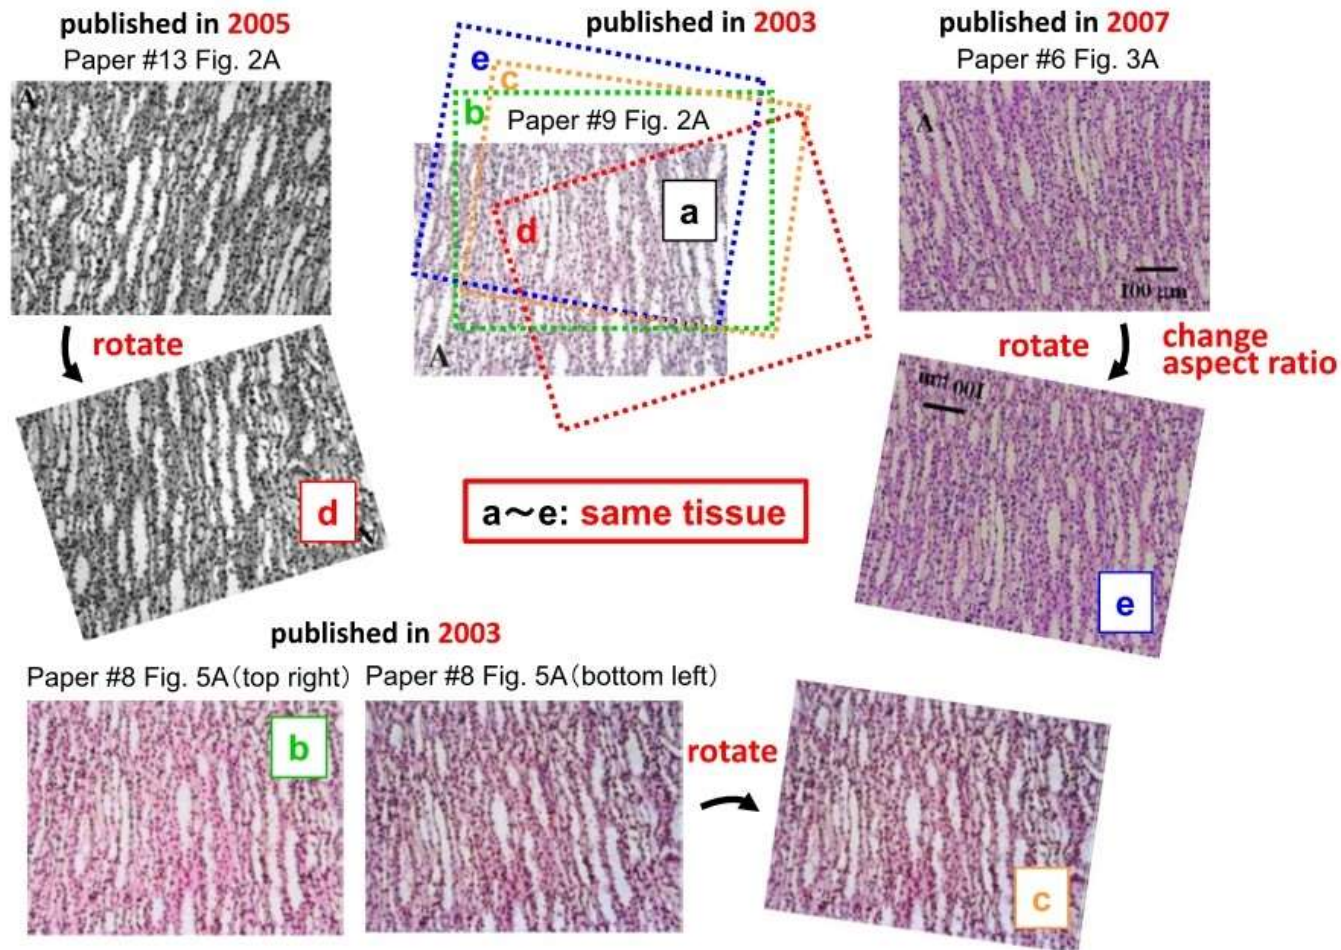 published in 2005
Paper #13 Fig. 2A
A
rotate
d
published in 2003
e
c
b
Paper #9 Fig. 2A
a
d
A
a～e: same tissue
published in 2007
Paper #6 Fig. 3A
A
100 μm
rotate
change
aspect ratio
100 μm
e
published in 2003
Paper #8 Fig. 5A（top right）
b
Paper #8 Fig. 5A（bottom left）
rotate
c